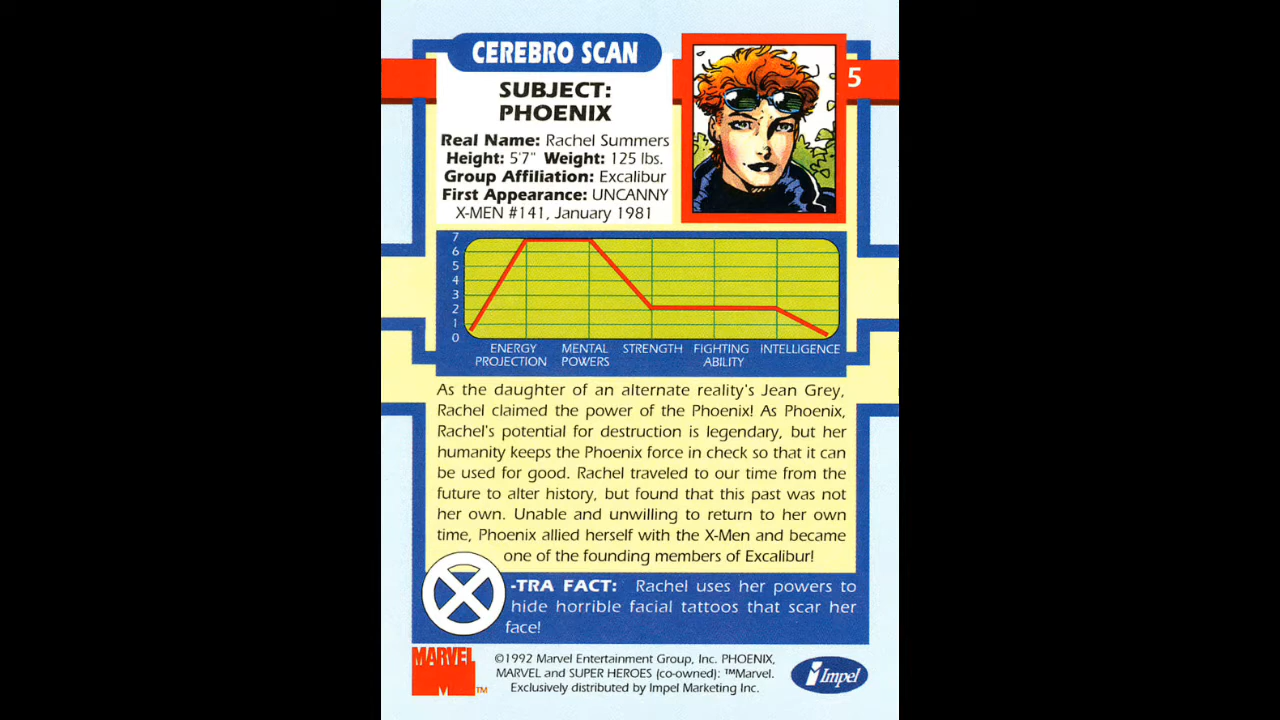 CEREBRO SCAN
5
SUBJECT:
PHOENIX
Real Name: Rachel Summers
Height: 5'7" Weight: 125 lbs.
Group Affiliation: Excalibur
First Appearance: UNCANNY
X-MEN #141, January 1981
7
6
5
4
3
2
1
0
ENERGY PROJECTION
MENTAL POWERS
STRENGTH
FIGHTING ABILITY
INTELLIGENCE
As the daughter of an alternate reality's Jean Grey,
Rachel claimed the power of the Phoenix! As Phoenix,
Rachel's potential for destruction is legendary, but her
humanity keeps the Phoenix force in check so that it can
be used for good. Rachel traveled to our time from the
future to alter history, but found that this past was not
her own. Unable and unwilling to return to her own
time, Phoenix allied herself with the X-Men and became
one of the founding members of Excalibur!
X-TRA FACT: Rachel uses her powers to
hide horrible facial tattoos that scar her
face!
MARVEL
M ™
©1992 Marvel Entertainment Group, Inc. PHOENIX,
MARVEL and SUPER HEROES (co-owned): ™Marvel.
Exclusively distributed by Impel Marketing Inc.
Impel